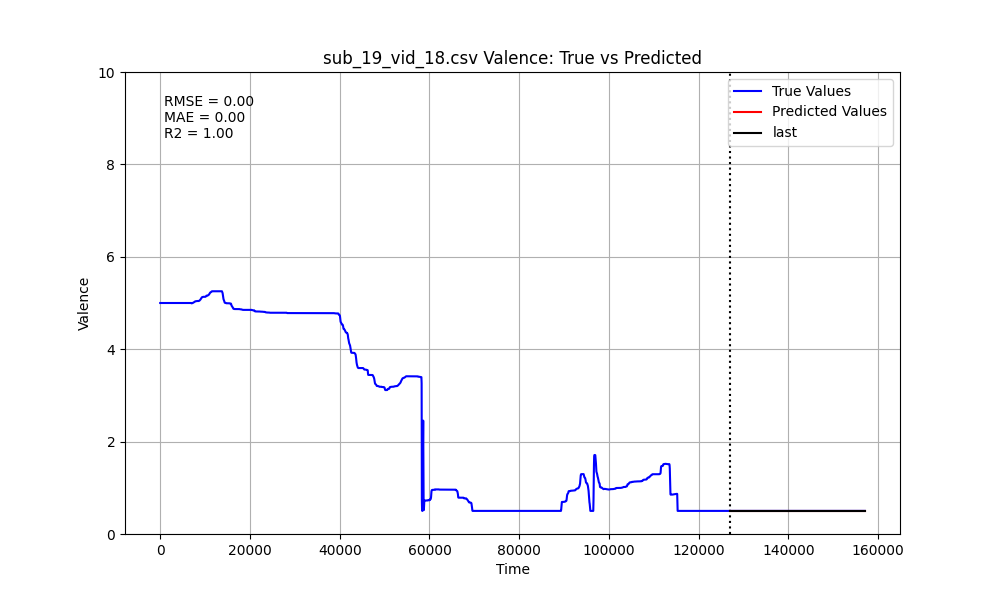 sub_19_vid_18.csv Valence: True vs Predicted
RMSE = 0.00
MAE = 0.00
R2 = 1.00
True Values
Predicted Values
last
Valence
10
8
6
4
2
0
0 20000 40000 60000 80000 100000 120000 140000 160000
Time